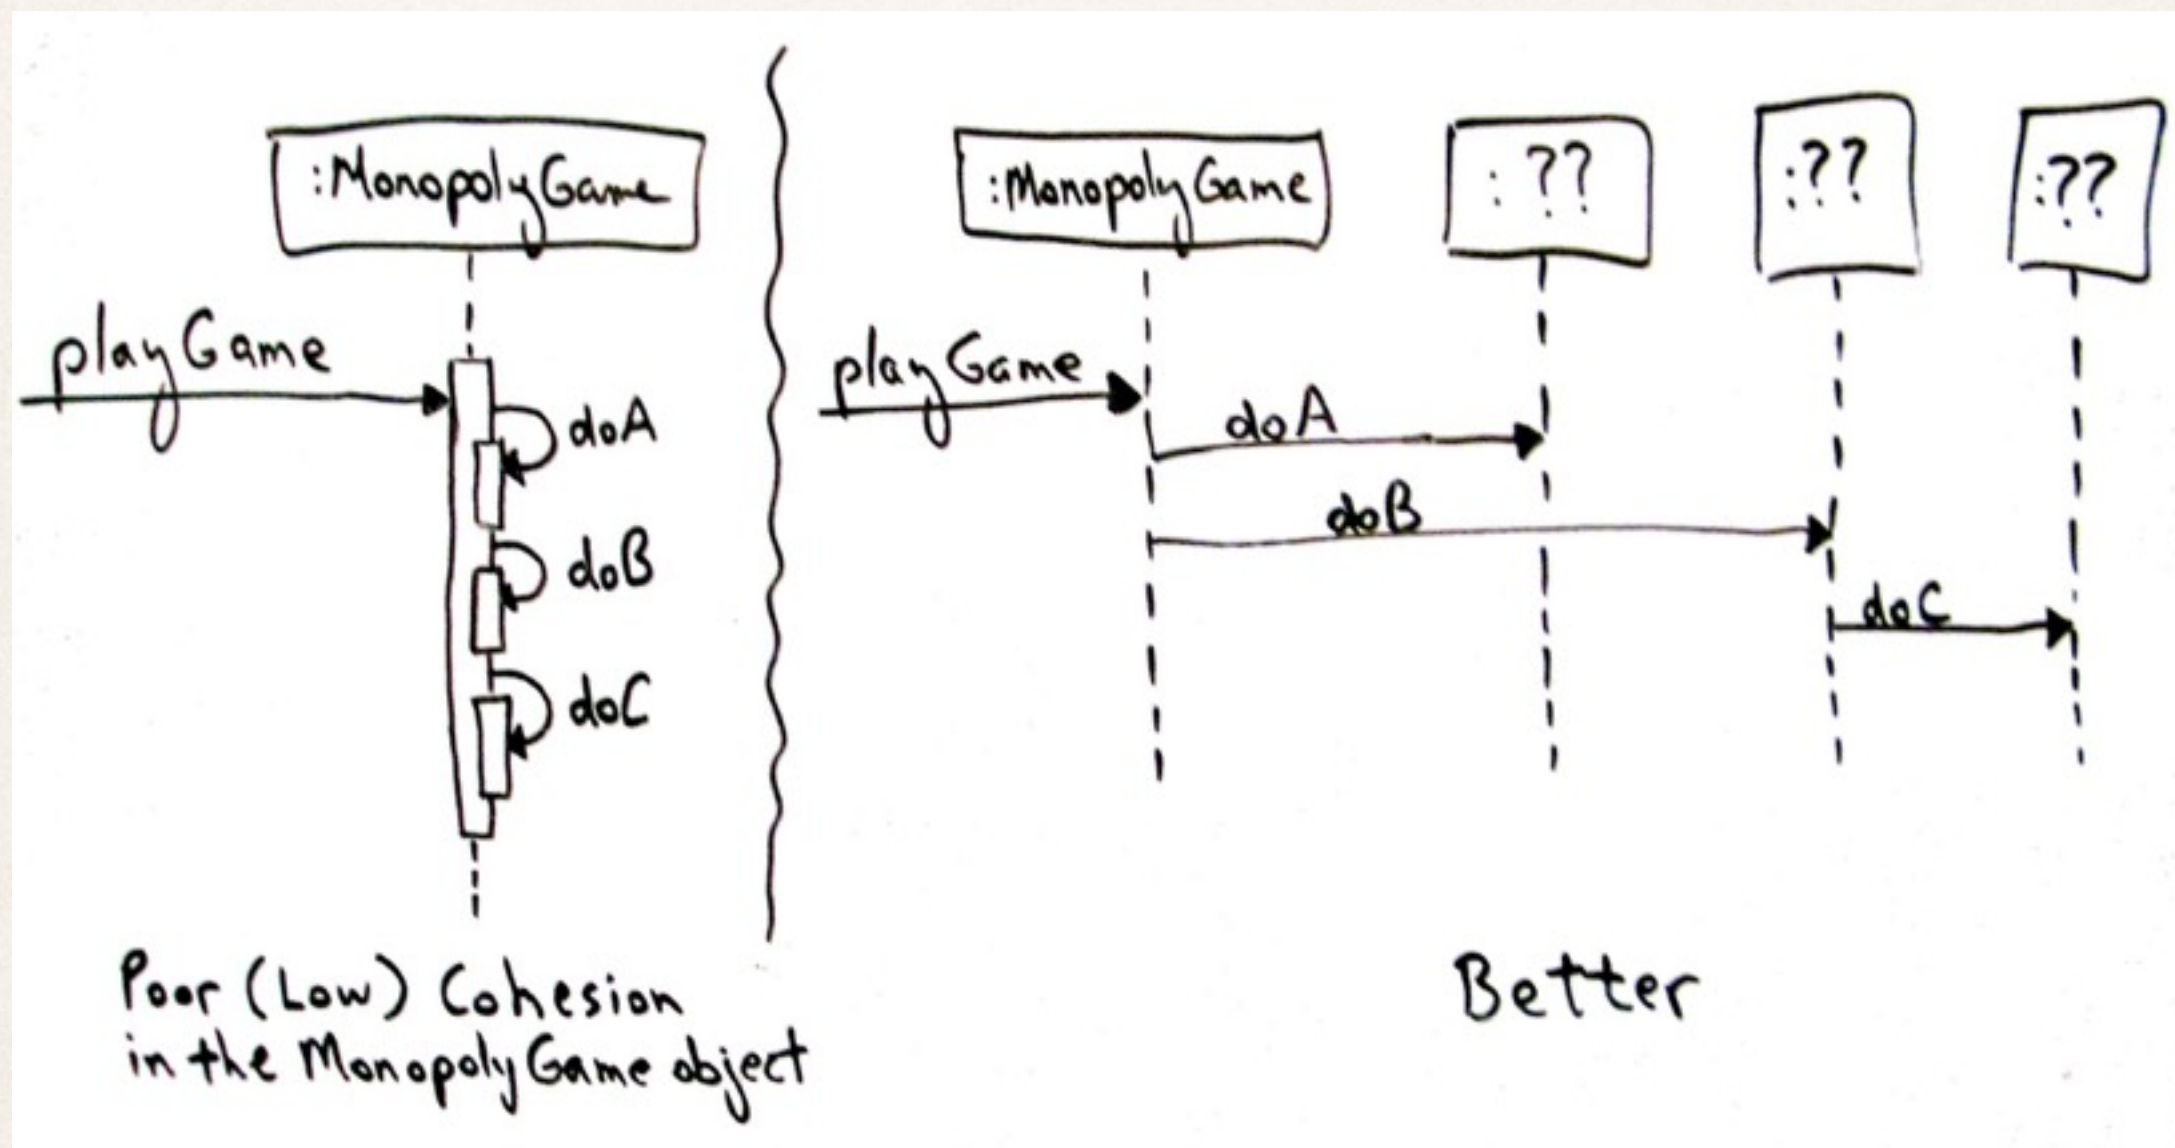 :MonopolyGame
playGame
doA
doB
doC
Poor (Low) Cohesion
in the MonopolyGame object
:MonopolyGame
: ??
:??
:??
playGame
doA
doB
doC
Better